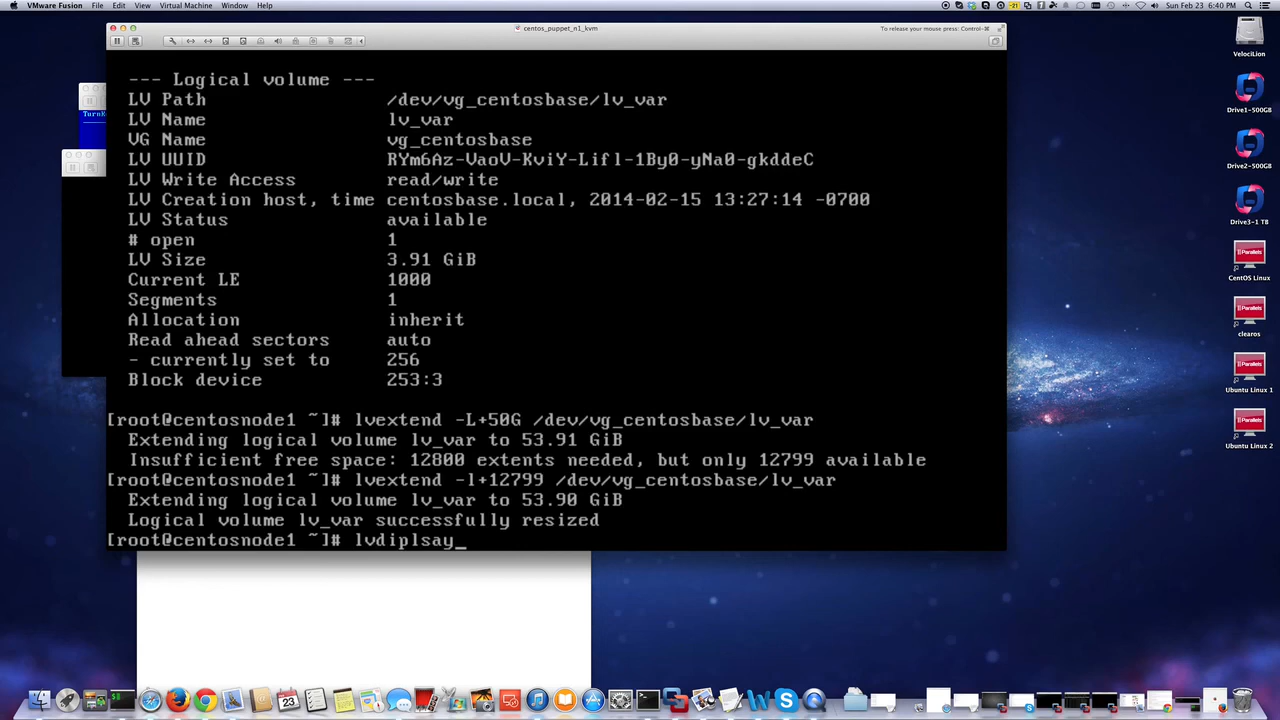 VMware Fusion File Edit View Virtual Machine Window Help Sun Feb 23 6:40 PM
centos_puppet_n1_kvm To release your mouse press: Control-⌘
--- Logical volume ---
LV Path /dev/vg_centosbase/lv_var
LV Name lv_var
VG Name vg_centosbase
LV UUID RYm6Az-VaoV-KviY-Lifl-1By0-yNa0-gkddeC
LV Write Access read/write
LV Creation host, time centosbase.local, 2014-02-15 13:27:14 -0700
LV Status available
# open 1
LV Size 3.91 GiB
Current LE 1000
Segments 1
Allocation inherit
Read ahead sectors auto
- currently set to 256
Block device 253:3
[root@centosnode1 ~]# lvextend -L+50G /dev/vg_centosbase/lv_var
Extending logical volume lv_var to 53.91 GiB
Insufficient free space: 12800 extents needed, but only 12799 available
[root@centosnode1 ~]# lvextend -l+12799 /dev/vg_centosbase/lv_var
Extending logical volume lv_var to 53.90 GiB
Logical volume lv_var successfully resized
[root@centosnode1 ~]# lvdiplsay_
VelociLion
Drive1-500GB
Drive2-500GB
Drive3-1 TB
CentOS Linux
clearos
Ubuntu Linux 1
Ubuntu Linux 2